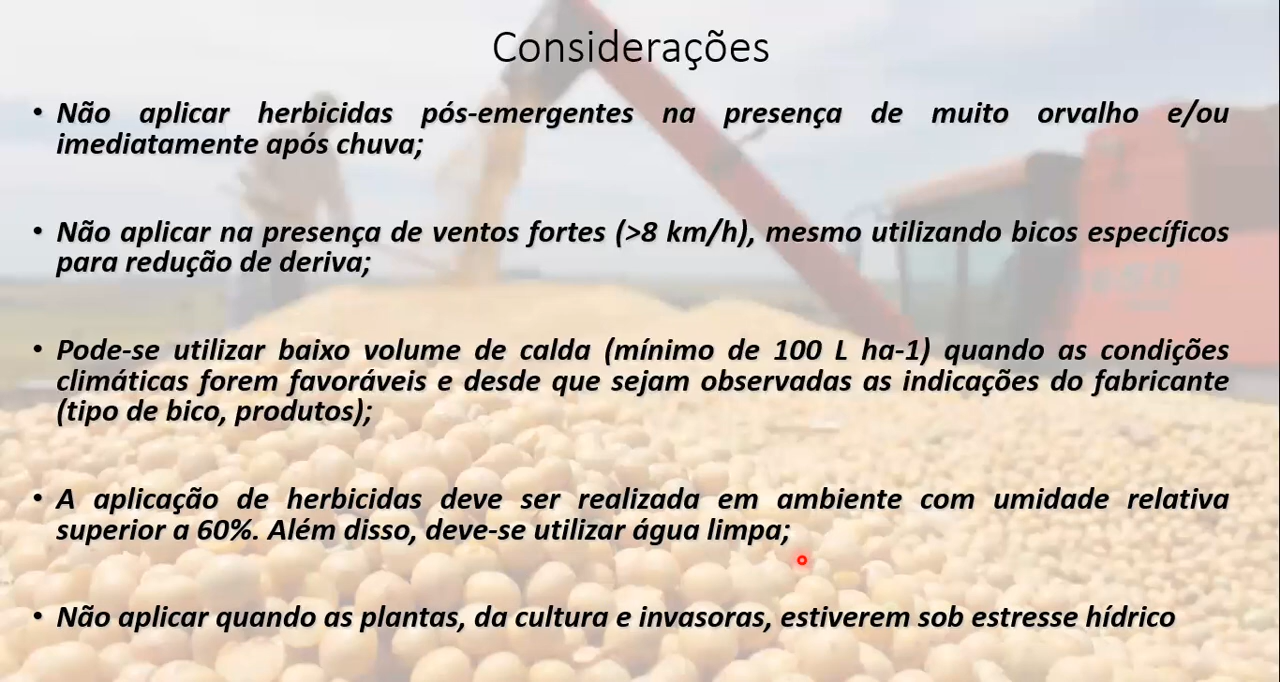 Considerações
• Não aplicar herbicidas pós-emergentes na presença de muito orvalho e/ou
imediatamente após chuva;
• Não aplicar na presença de ventos fortes (>8 km/h), mesmo utilizando bicos específicos
para redução de deriva;
• Pode-se utilizar baixo volume de calda (mínimo de 100 L ha-1) quando as condições
climáticas forem favoráveis e desde que sejam observadas as indicações do fabricante
(tipo de bico, produtos);
• A aplicação de herbicidas deve ser realizada em ambiente com umidade relativa
superior a 60%. Além disso, deve-se utilizar água limpa;
• Não aplicar quando as plantas, da cultura e invasoras, estiverem sob estresse hídrico